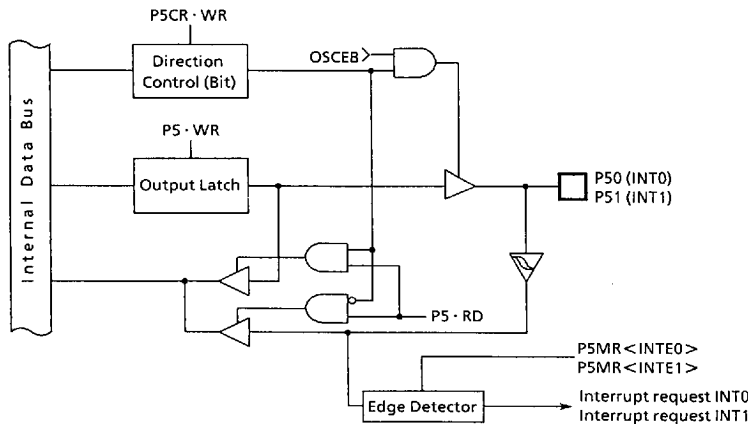 P5CR · WR
Direction
Control (Bit)
OSCEB
P5 · WR
Output Latch
Internal Data Bus
P50 (INT0)
P51 (INT1)
P5 · RD
P5MR<INTE0>
P5MR<INTE1>
Edge Detector
Interrupt request INT0
Interrupt request INT1